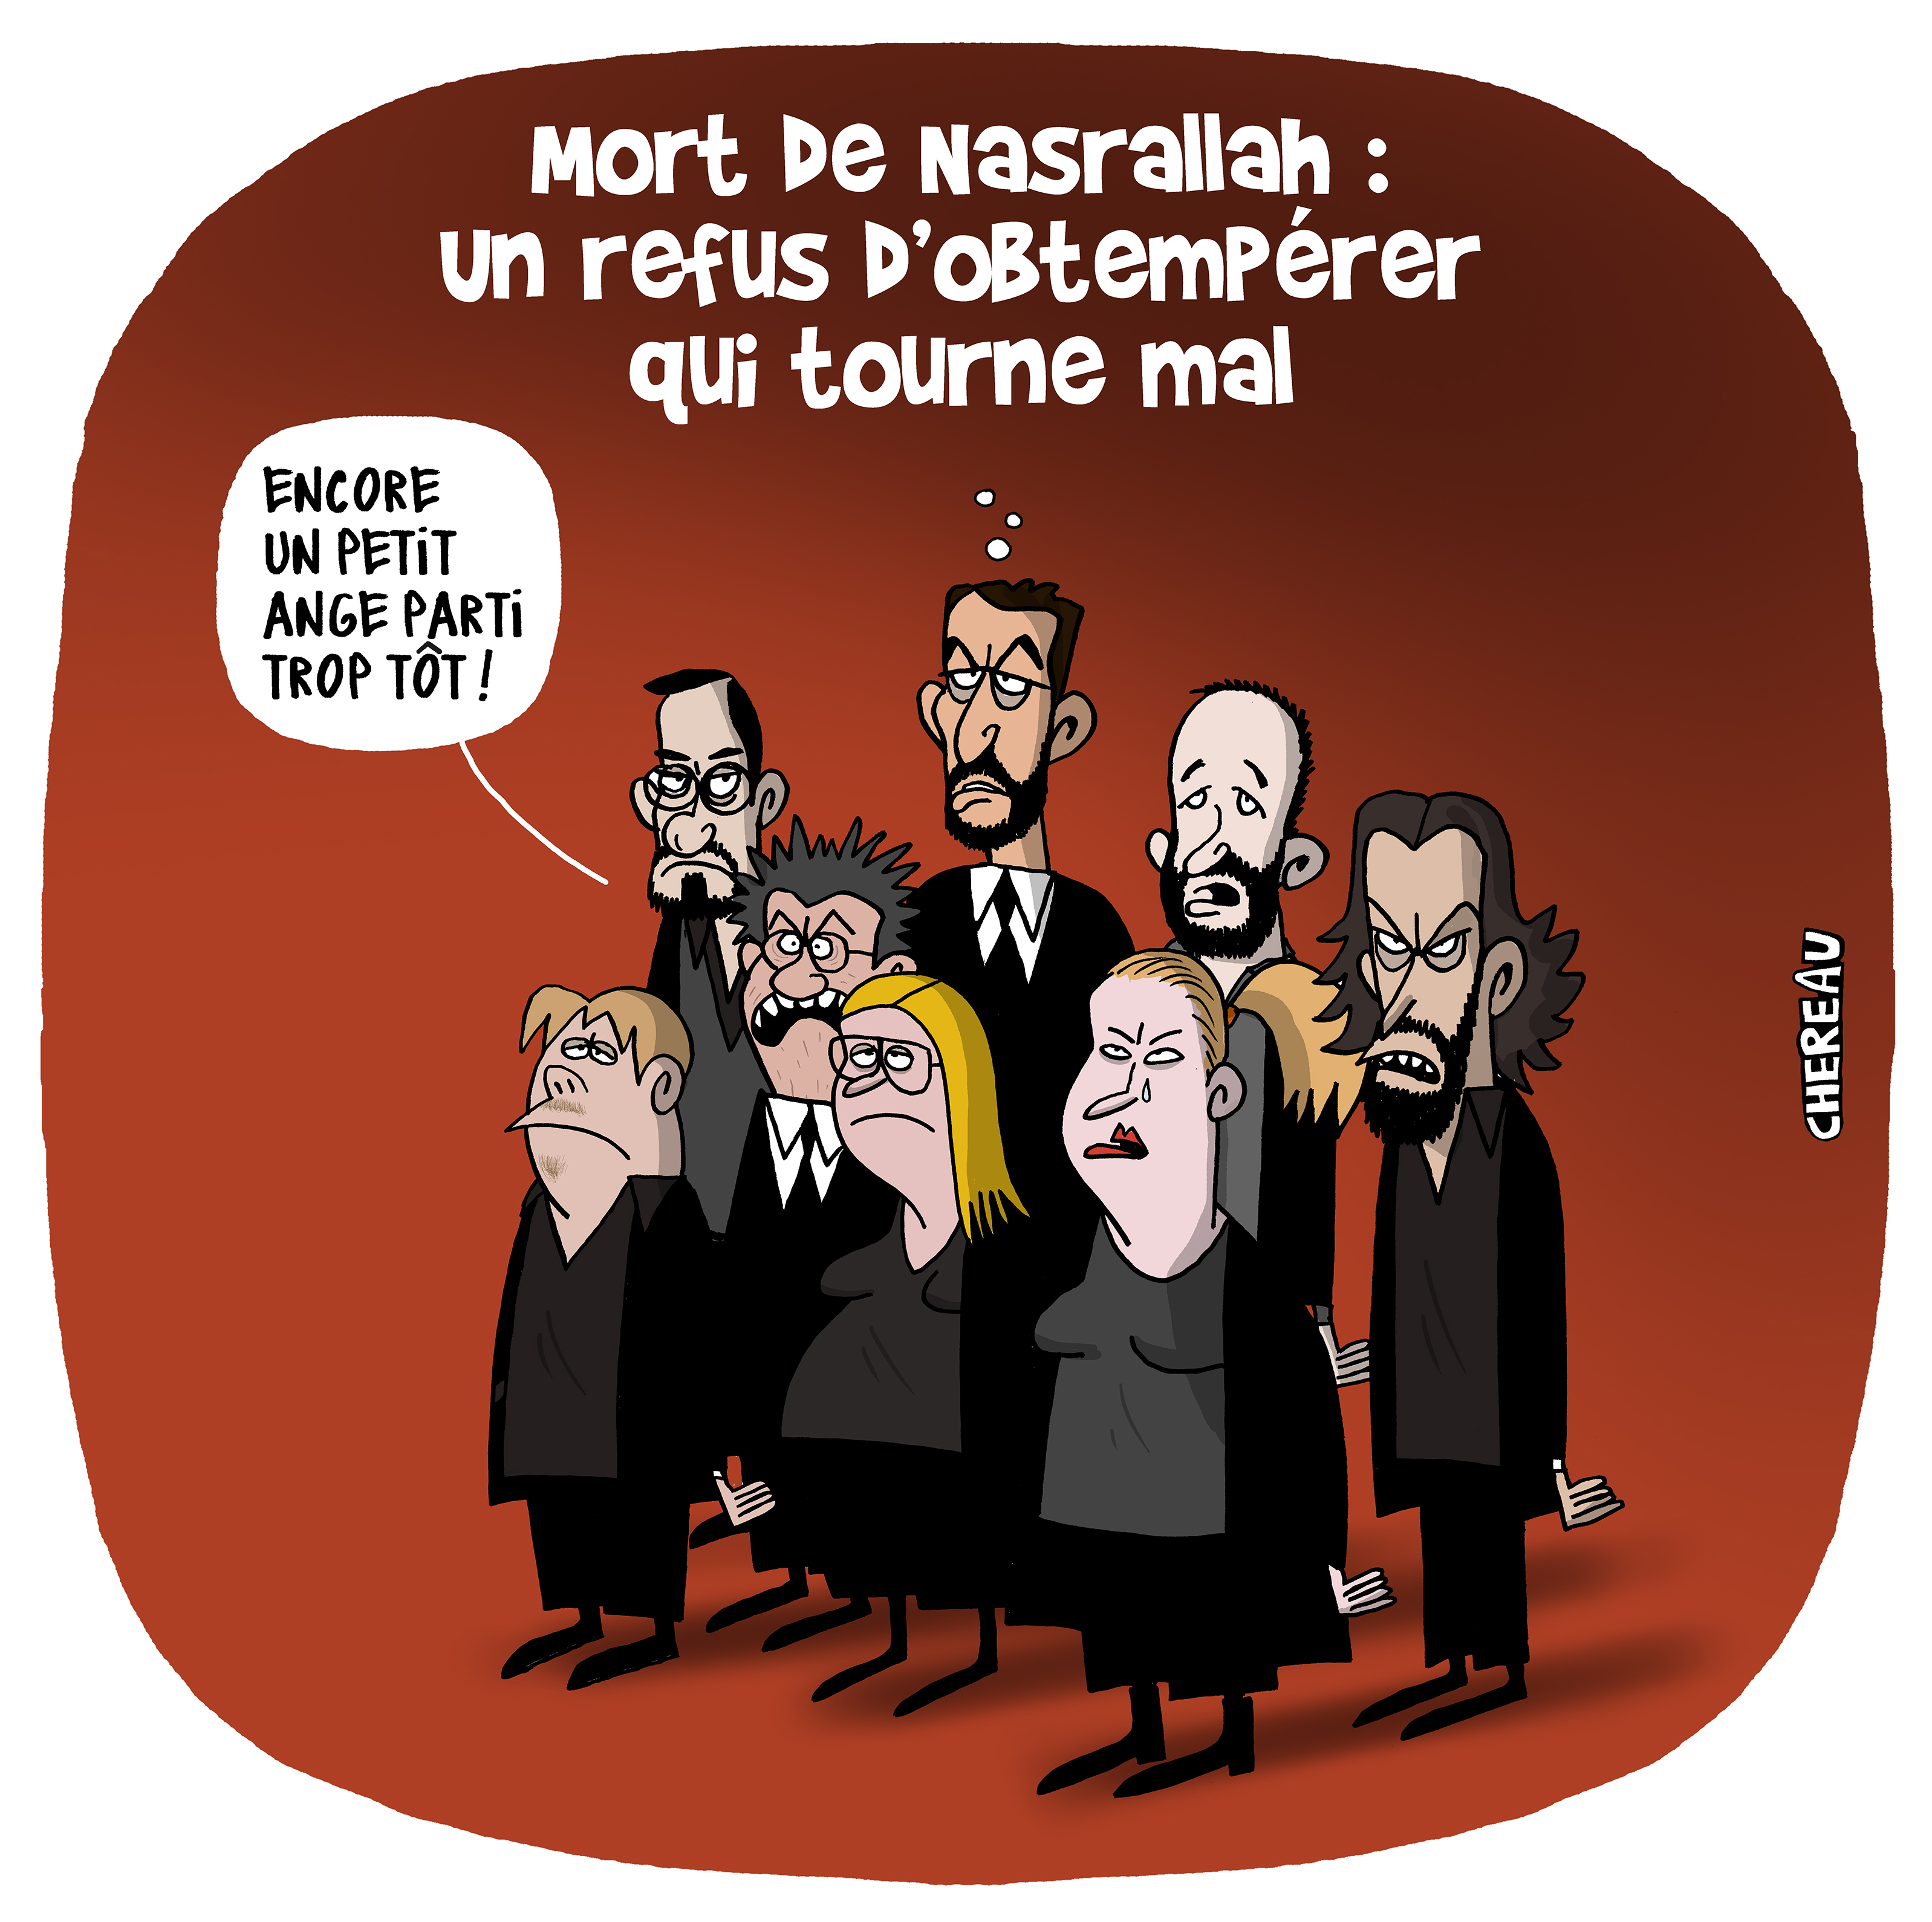 Mort De Nasrallah :
un refus D'oBtempérer
qui tourne mal
ENCORE
UN PETiT
ANGE PARTi
TROP TÔT !
CHEREAU